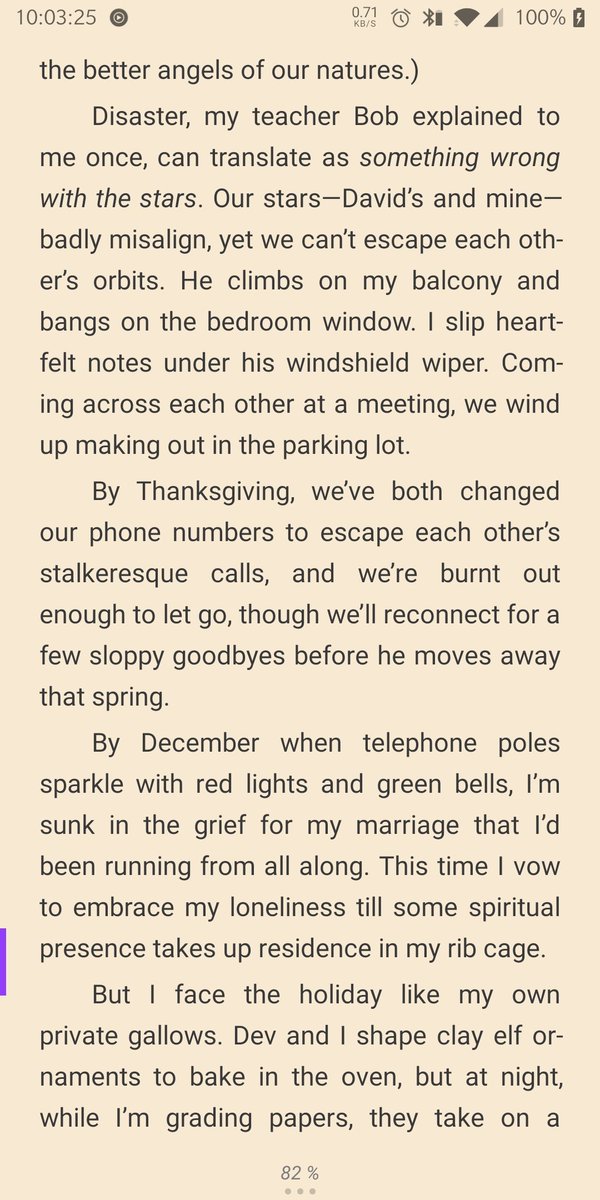 10:03:25 0.71 KB/S 100%
the better angels of our natures.)
Disaster, my teacher Bob explained to
me once, can translate as something wrong
with the stars. Our stars—David’s and mine—
badly misalign, yet we can’t escape each oth-
er’s orbits. He climbs on my balcony and
bangs on the bedroom window. I slip heart-
felt notes under his windshield wiper. Com-
ing across each other at a meeting, we wind
up making out in the parking lot.
By Thanksgiving, we’ve both changed
our phone numbers to escape each other’s
stalkeresque calls, and we’re burnt out
enough to let go, though we’ll reconnect for a
few sloppy goodbyes before he moves away
that spring.
By December when telephone poles
sparkle with red lights and green bells, I’m
sunk in the grief for my marriage that I’d
been running from all along. This time I vow
to embrace my loneliness till some spiritual
presence takes up residence in my rib cage.
But I face the holiday like my own
private gallows. Dev and I shape clay elf or-
naments to bake in the oven, but at night,
while I’m grading papers, they take on a
82 %